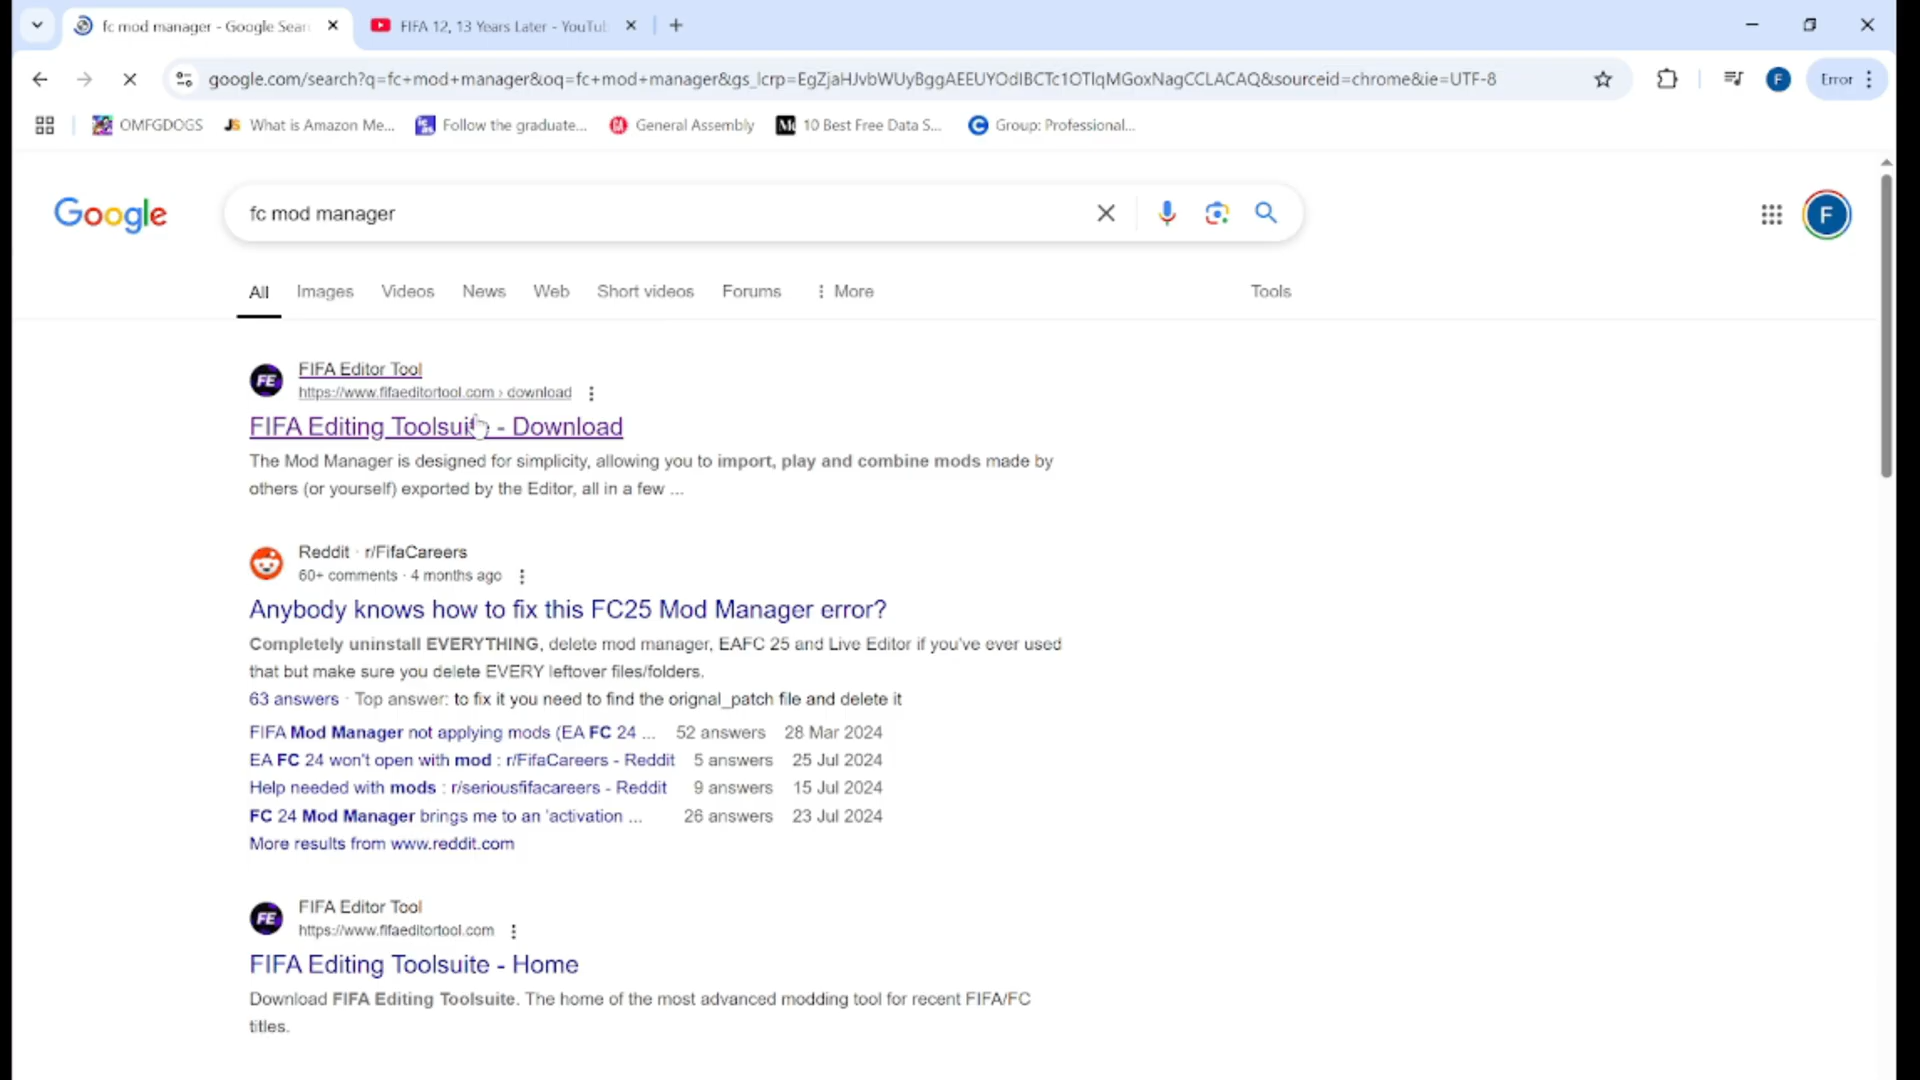 fc mod manager - Google Sear
FIFA 12, 13 Years Later - YouTu
google.com/search?q=fc+mod+manager&oq=fc+mod+manager&gs_lcrp=EgZjaHJvbWUyBggAEEUYOdIBCTc1OTlqMGoxNagCCLACAQ&sourceid=chrome&ie=UTF-8
F
Error
OMFGDOGS
What is Amazon Me...
Follow the graduate...
General Assembly
10 Best Free Data S...
Group: Professional...
Google
fc mod manager
F
All
Images
Videos
News
Web
Short videos
Forums
More
Tools
FE
FIFA Editor Tool
https://www.fifaeditortool.com › download
FIFA Editing Toolsuite - Download
The Mod Manager is designed for simplicity, allowing you to import, play and combine mods made by
others (or yourself) exported by the Editor, all in a few ...
Reddit · r/FifaCareers
60+ comments · 4 months ago
Anybody knows how to fix this FC25 Mod Manager error?
Completely uninstall EVERYTHING, delete mod manager, EAFC 25 and Live Editor if you've ever used
that but make sure you delete EVERY leftover files/folders.
63 answers · Top answer: to fix it you need to find the orignal_patch file and delete it
FIFA Mod Manager not applying mods (EA FC 24 ... 52 answers 28 Mar 2024
EA FC 24 won't open with mod : r/FifaCareers - Reddit 5 answers 25 Jul 2024
Help needed with mods : r/seriousfifacareers - Reddit 9 answers 15 Jul 2024
FC 24 Mod Manager brings me to an 'activation ... 26 answers 23 Jul 2024
More results from www.reddit.com
FE
FIFA Editor Tool
https://www.fifaeditortool.com
FIFA Editing Toolsuite - Home
Download FIFA Editing Toolsuite. The home of the most advanced modding tool for recent FIFA/FC
titles.